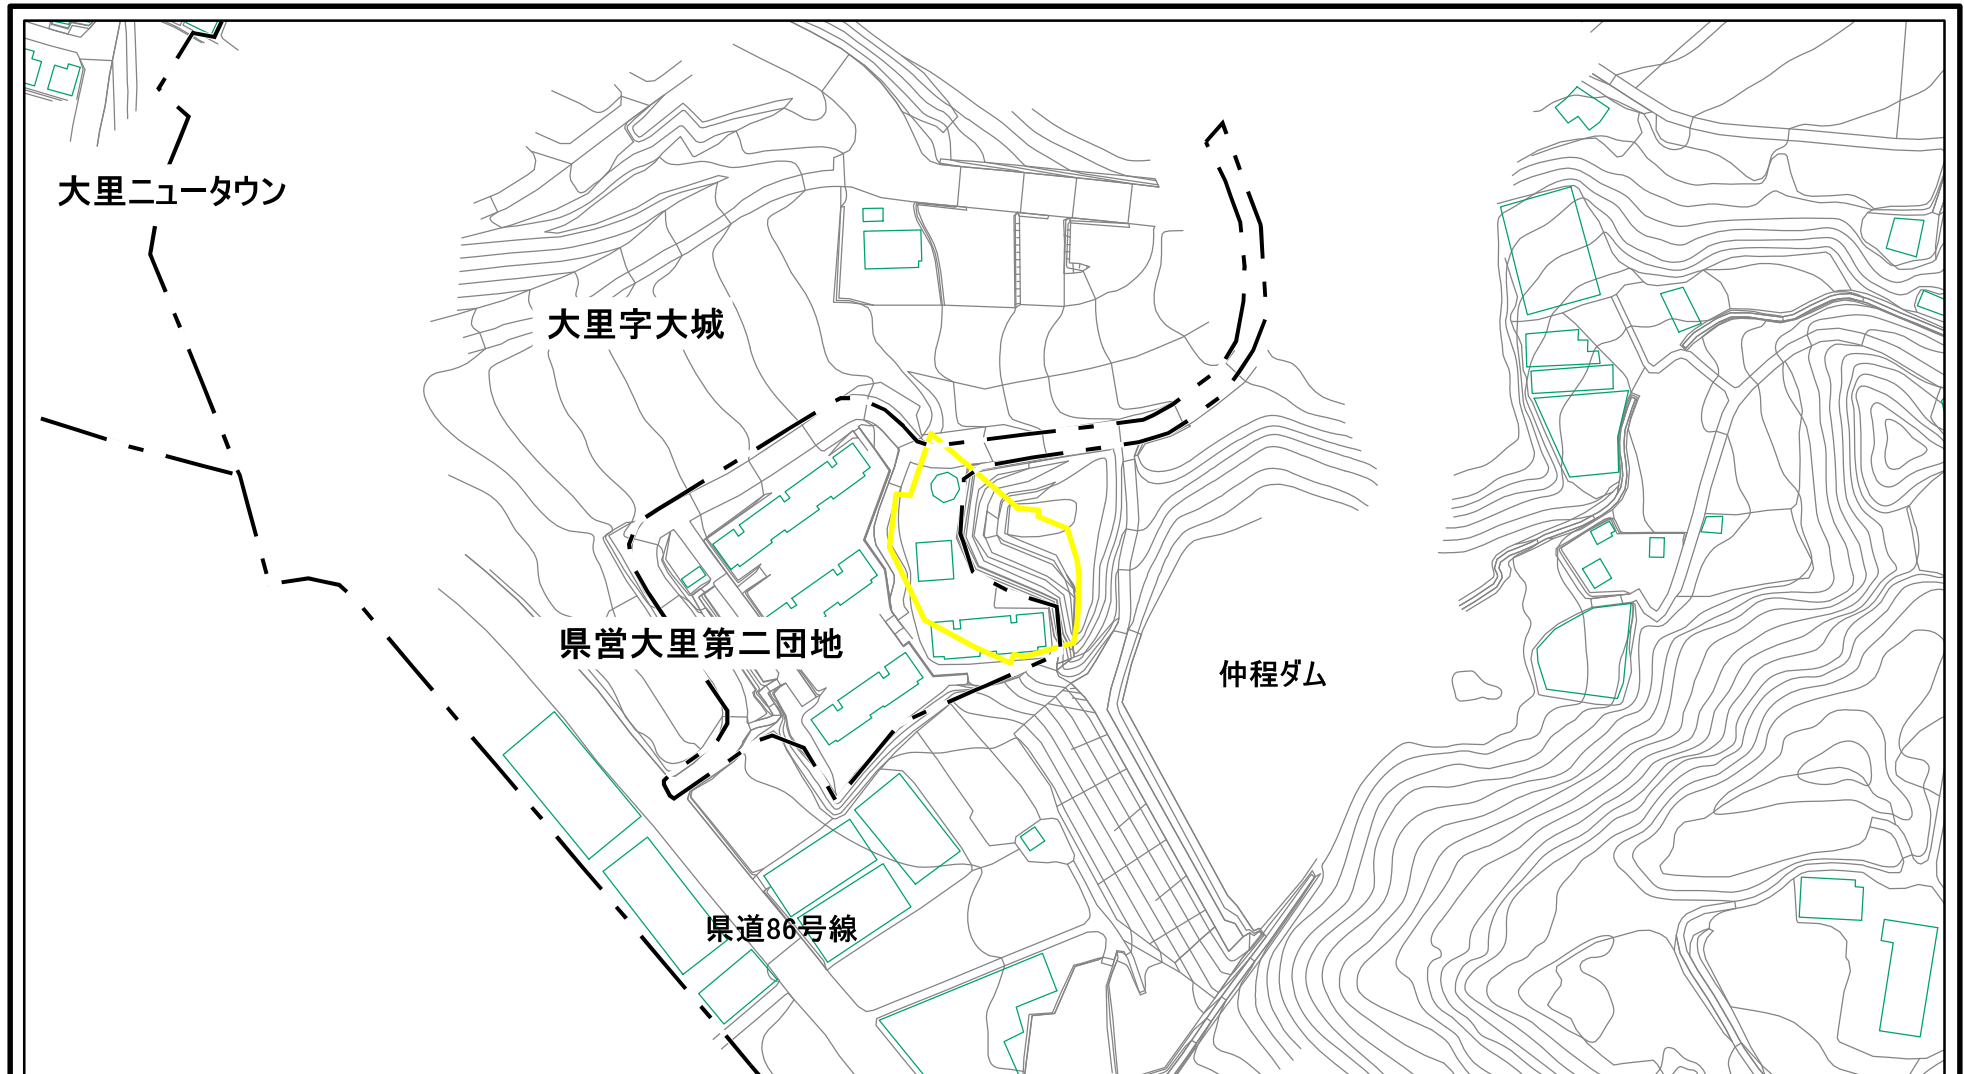 大里ニュータウン
大里字大城
県営大里第二団地
仲程ダム
県道86号線